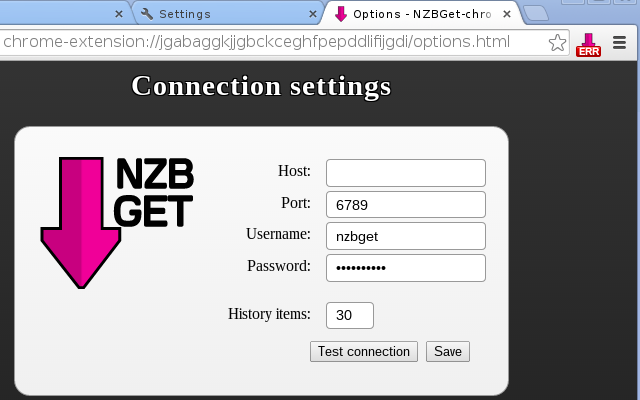 Settings
Options - NZBGet-chro
chrome-extension://jgabaggkjjgbckceghfpepddlifijgdi/options.html
ERR
Connection settings
NZB
GET
Host:
Port: 6789
Username: nzbget
Password: ••••••••••
History items: 30
Test connection Save